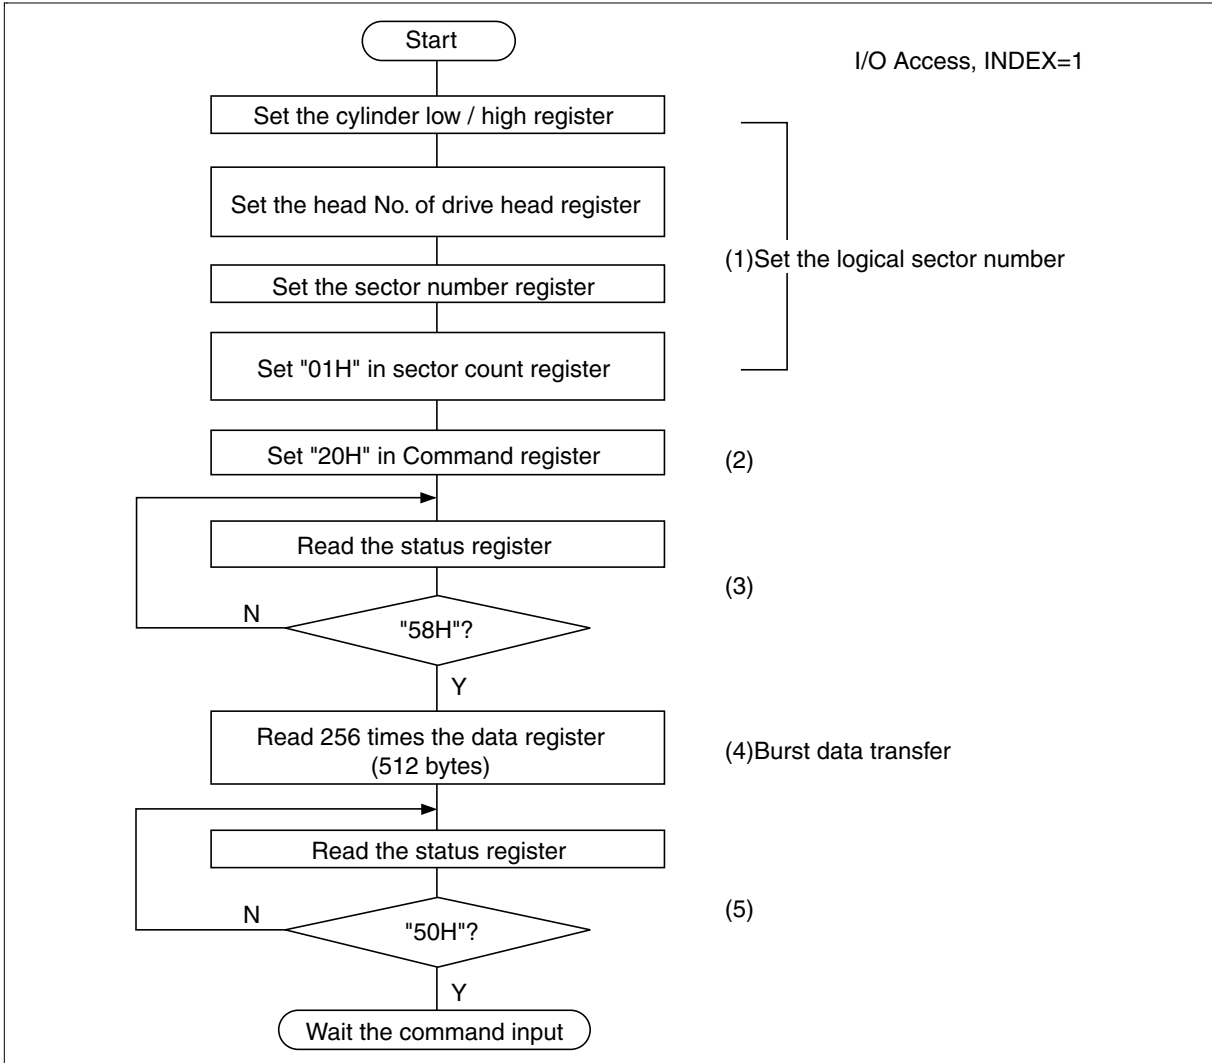 Start
I/O Access, INDEX=1
Set the cylinder low / high register
Set the head No. of drive head register
(1)Set the logical sector number
Set the sector number register
Set "01H" in sector count register
Set "20H" in Command register
(2)
Read the status register
(3)
N
"58H"?
Y
Read 256 times the data register
(512 bytes)
(4)Burst data transfer
Read the status register
N
"50H"?
(5)
Y
Wait the command input